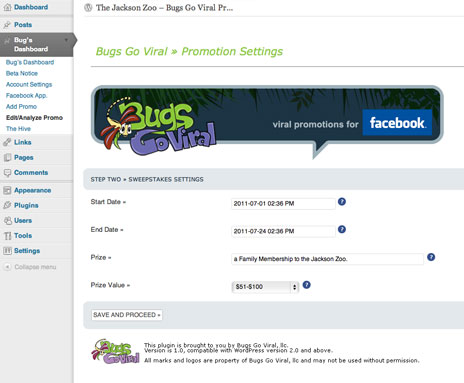 Dashboard
Posts
Bug's
Dashboard
Bug's Dashboard
Beta Notice
Account Settings
Facebook App.
Add Promo
Edit/Analyze Promo
The Hive
Links
Pages
Comments
Appearance
Plugins
Users
Tools
Settings
Collapse menu
The Jackson Zoo — Bugs Go Viral Pr...
Bugs Go Viral » Promotion Settings
Bugs
GoViral
viral promotions for facebook.
STEP TWO » SWEEPSTAKES SETTINGS
Start Date » 2011-07-01 02:36 PM ?
End Date » 2011-07-24 02:36 PM ?
Prize » a Family Membership to the Jackson Zoo. ?
Prize Value » $51-$100 ?
SAVE AND PROCEED »
Bugs
GoViral
This plugin is brought to you by Bugs Go Viral, llc.
Version is 1.0, compatible with WordPress version 2.0 and above.
All marks and logos are property of Bugs Go Viral, llc and may not be used without permission.